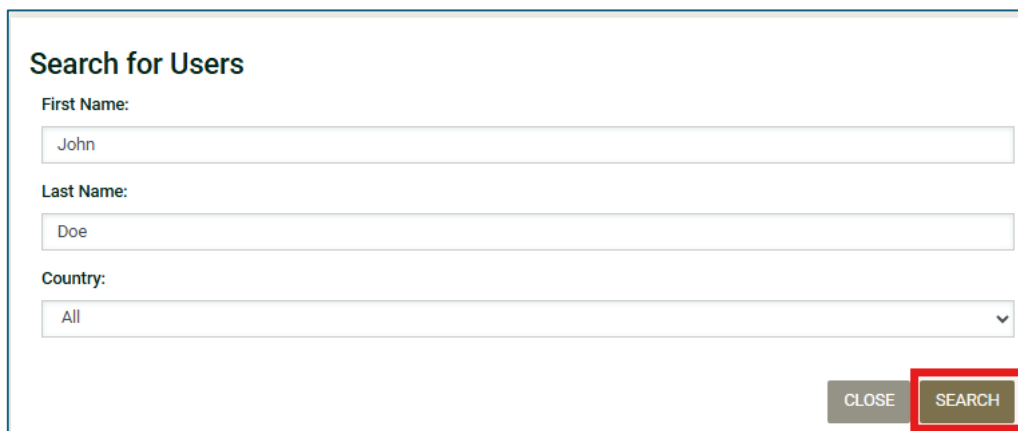 Search for Users
First Name:
John
Last Name:
Doe
Country:
All
CLOSE SEARCH